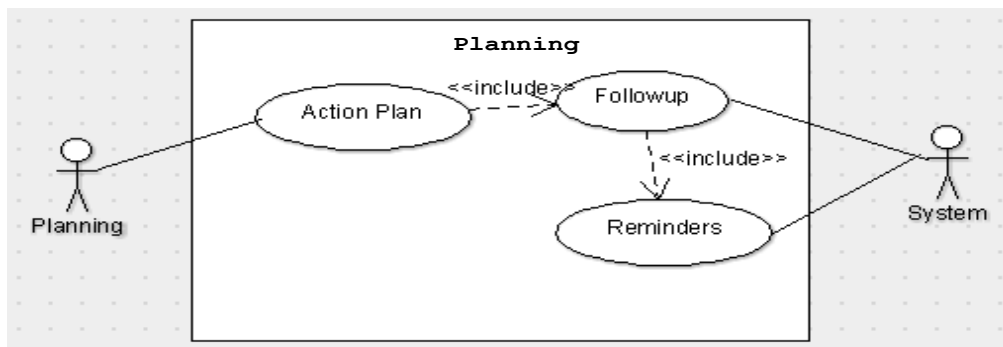 Planning
<<include>>
Followup
Action Plan
<<include>>
Reminders
Planning
System